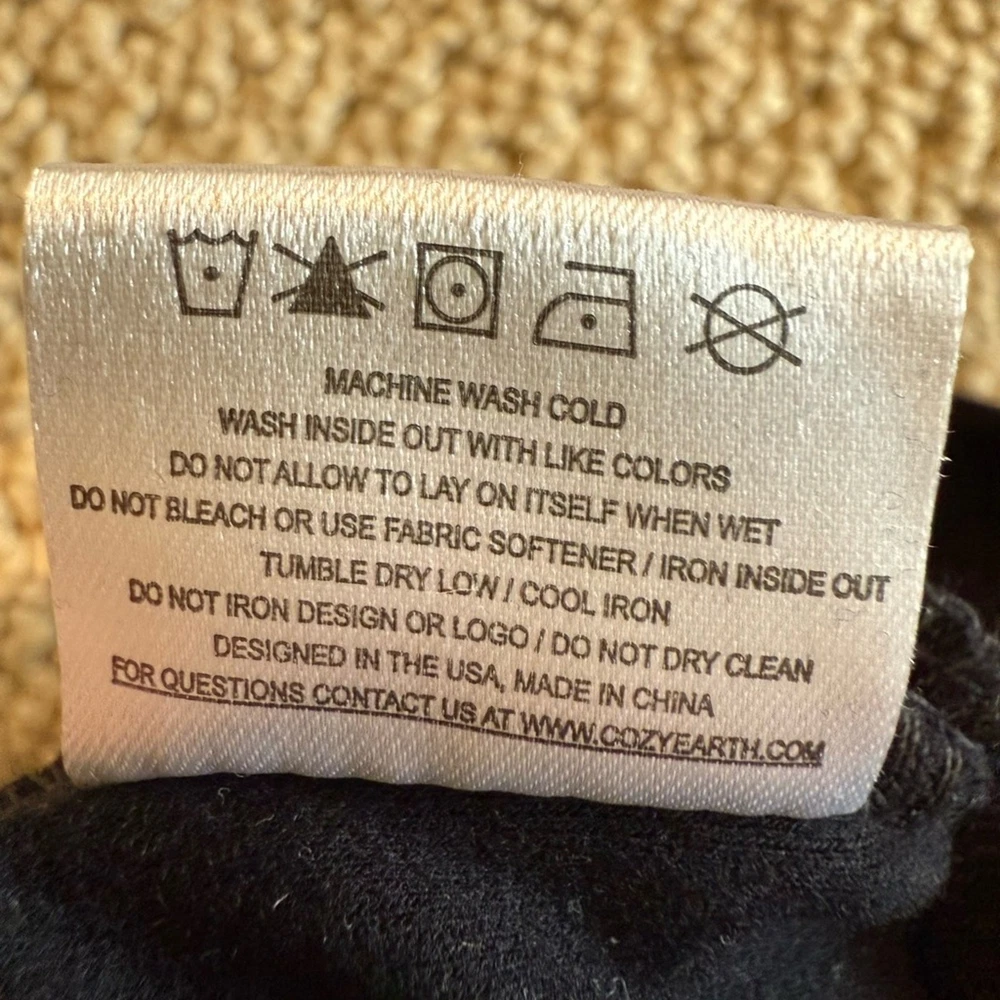 MACHINE WASH COLD
WASH INSIDE OUT WITH LIKE COLORS
DO NOT ALLOW TO LAY ON ITSELF WHEN WET
DO NOT BLEACH OR USE FABRIC SOFTENER / IRON INSIDE OUT
TUMBLE DRY LOW / COOL IRON
DO NOT IRON DESIGN OR LOGO / DO NOT DRY CLEAN
DESIGNED IN THE USA, MADE IN CHINA
FOR QUESTIONS CONTACT US AT WWW.COZYEARTH.COM